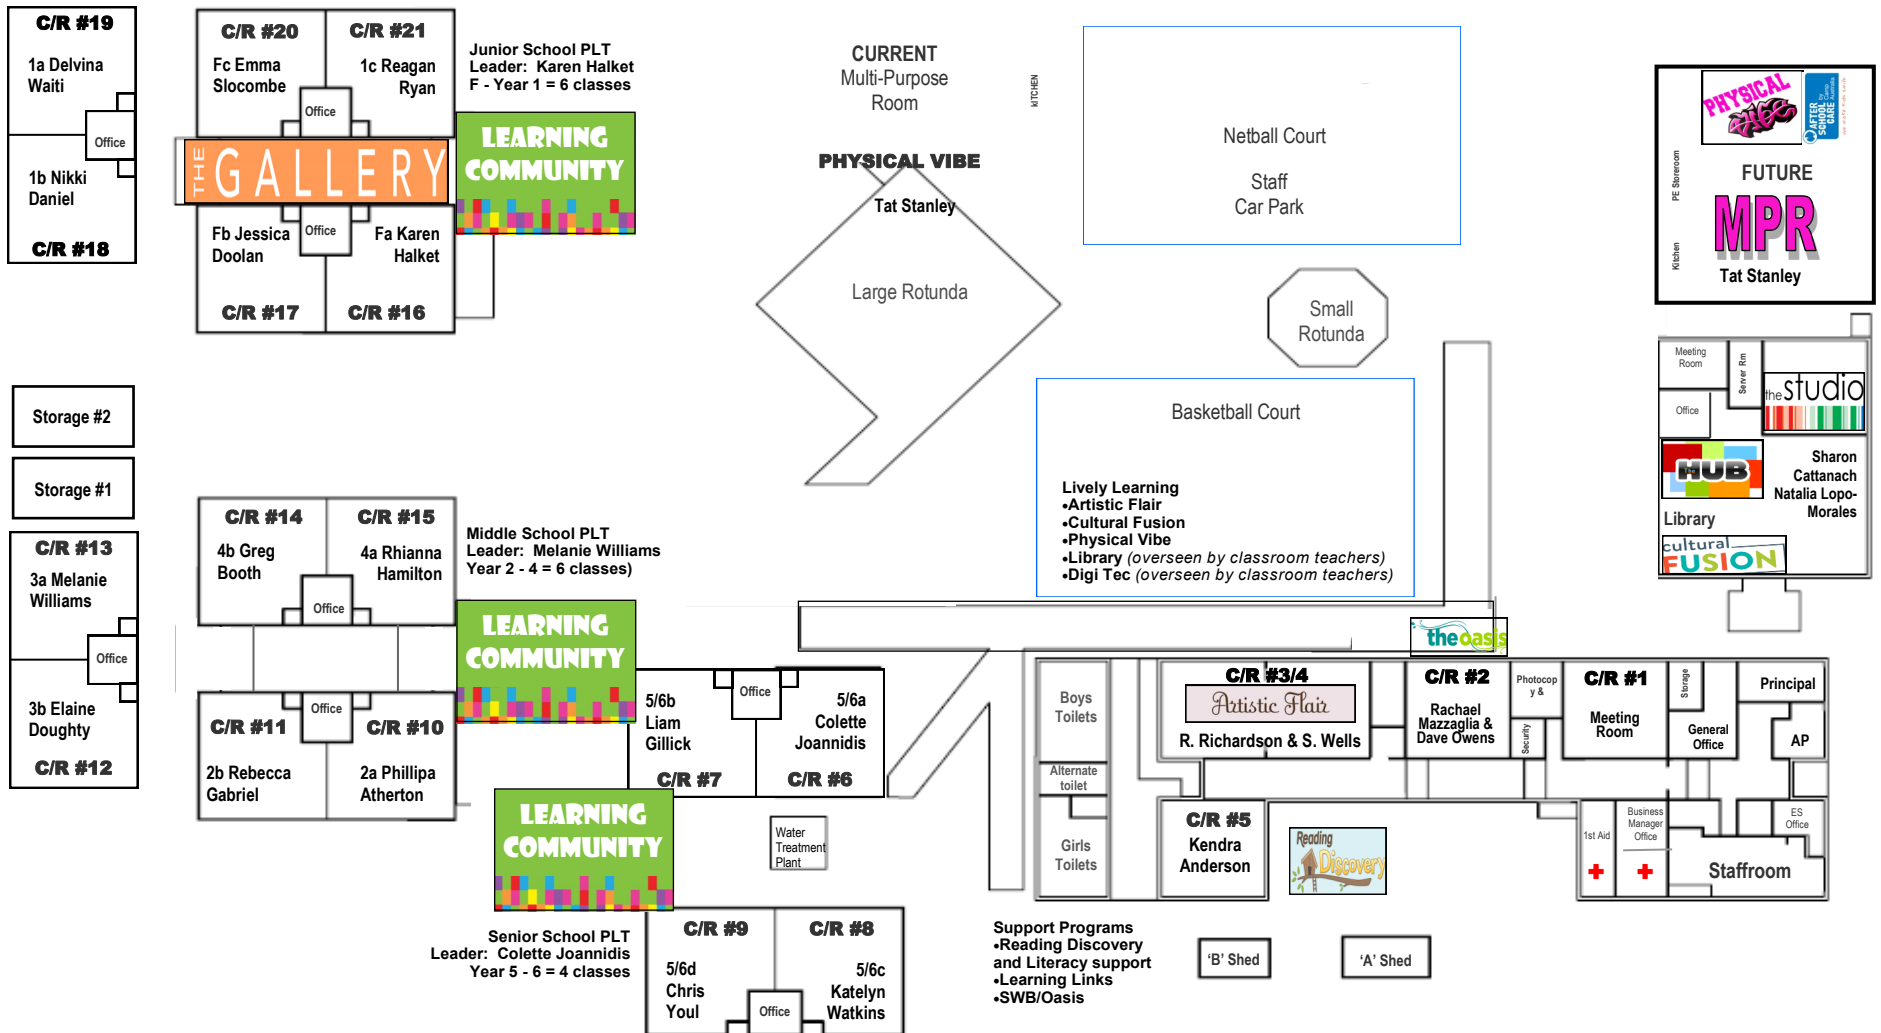 C/R #19
1a Delvina
Waiti
Office
1b Nikki
Daniel
C/R #18
C/R #20
Fc Emma
Slocombe
C/R #21
1c Reagan
Ryan
Office
THE GALLERY
Office
Fb Jessica
Doolan
C/R #17
Fa Karen
Halket
C/R #16
Junior School PLT
Leader: Karen Halket
F - Year 1 = 6 classes
LEARNING
COMMUNITY
CURRENT
Multi-Purpose
Room
kITCHEN
PHYSICAL VIBE
Tat Stanley
Large Rotunda
Netball Court
Staff
Car Park
Small
Rotunda
PHYSICAL
VIBE
AFTER
SCHOOL
CARE
by
Camp
Australia
PE Storeroom
Kitchen
FUTURE
MPR
Tat Stanley
Meeting
Room
Server Rm
the STUDIO
Office
The HUB
Sharon
Cattanach
Natalia Lopo-
Morales
Library
cultural
FUSION
Storage #2
Storage #1
C/R #13
3a Melanie
Williams
Office
3b Elaine
Doughty
C/R #12
C/R #14
4b Greg
Booth
C/R #15
4a Rhianna
Hamilton
Office
Office
C/R #11
2b Rebecca
Gabriel
C/R #10
2a Phillipa
Atherton
Middle School PLT
Leader: Melanie Williams
Year 2 - 4 = 6 classes)
LEARNING
COMMUNITY
Basketball Court
Lively Learning
•Artistic Flair
•Cultural Fusion
•Physical Vibe
•Library (overseen by classroom teachers)
•Digi Tec (overseen by classroom teachers)
5/6b
Liam
Gillick
C/R #7
Office
5/6a
Colette
Joannidis
C/R #6
LEARNING
COMMUNITY
Water
Treatment
Plant
Senior School PLT
Leader: Colette Joannidis
Year 5 - 6 = 4 classes
C/R #9
5/6d
Chris
Youl
C/R #8
5/6c
Katelyn
Watkins
Office
the oasis
Boys
Toilets
Alternate
toilet
Girls
Toilets
C/R #3/4
Artistic Flair
R. Richardson & S. Wells
C/R #2
Rachael
Mazzaglia &
Dave Owens
Photocop
y &
Security
C/R #1
Meeting
Room
Storage
General
Office
Principal
AP
C/R #5
Kendra
Anderson
Reading
Discovery
1st Aid
Business
Manager
Office
ES
Office
Staffroom
Support Programs
•Reading Discovery
and Literacy support
•Learning Links
•SWB/Oasis
'B' Shed
'A' Shed